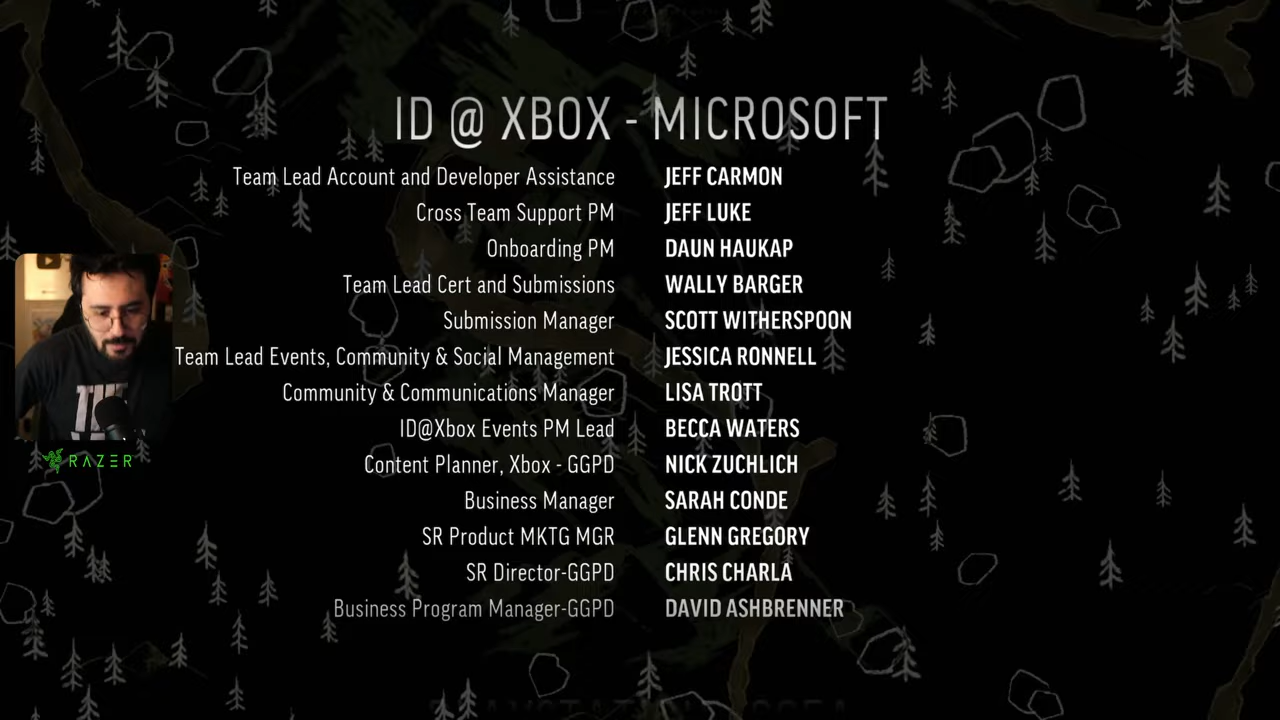 ID @ XBOX - MICROSOFT
Team Lead Account and Developer Assistance JEFF CARMON
Cross Team Support PM JEFF LUKE
Onboarding PM DAUN HAUKAP
Team Lead Cert and Submissions WALLY BARGER
Submission Manager SCOTT WITHERSPOON
Team Lead Events, Community & Social Management JESSICA RONNELL
Community & Communications Manager LISA TROTT
ID@Xbox Events PM Lead BECCA WATERS
Content Planner, Xbox - GGPD NICK ZUCHLICH
Business Manager SARAH CONDE
SR Product MKTG MGR GLENN GREGORY
SR Director-GGPD CHRIS CHARLA
Business Program Manager-GGPD DAVID ASHBRENNER
RAZER